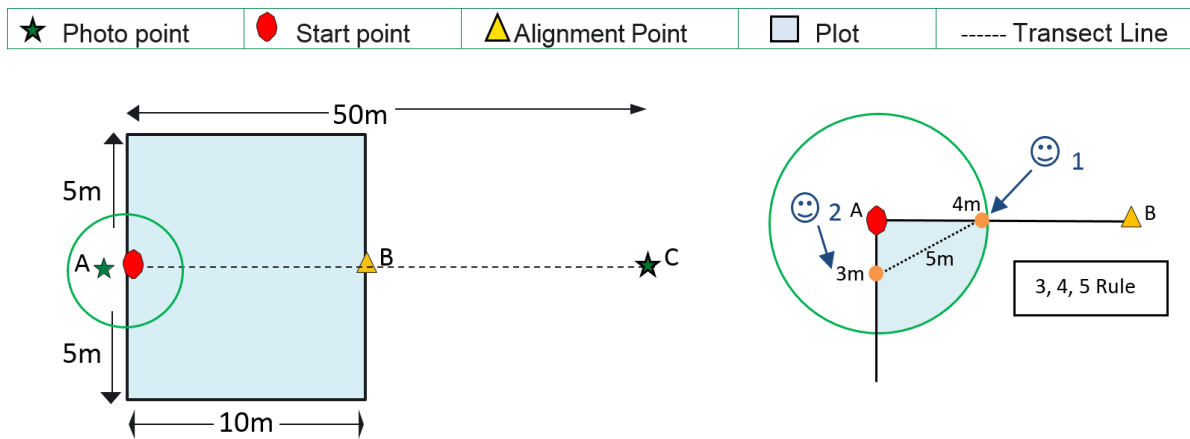 Photo point
Start point
Alignment Point
Plot
------ Transect Line
50m
5m
A
B
C
5m
10m
1
2
A
4m
B
3m
5m
3, 4, 5 Rule